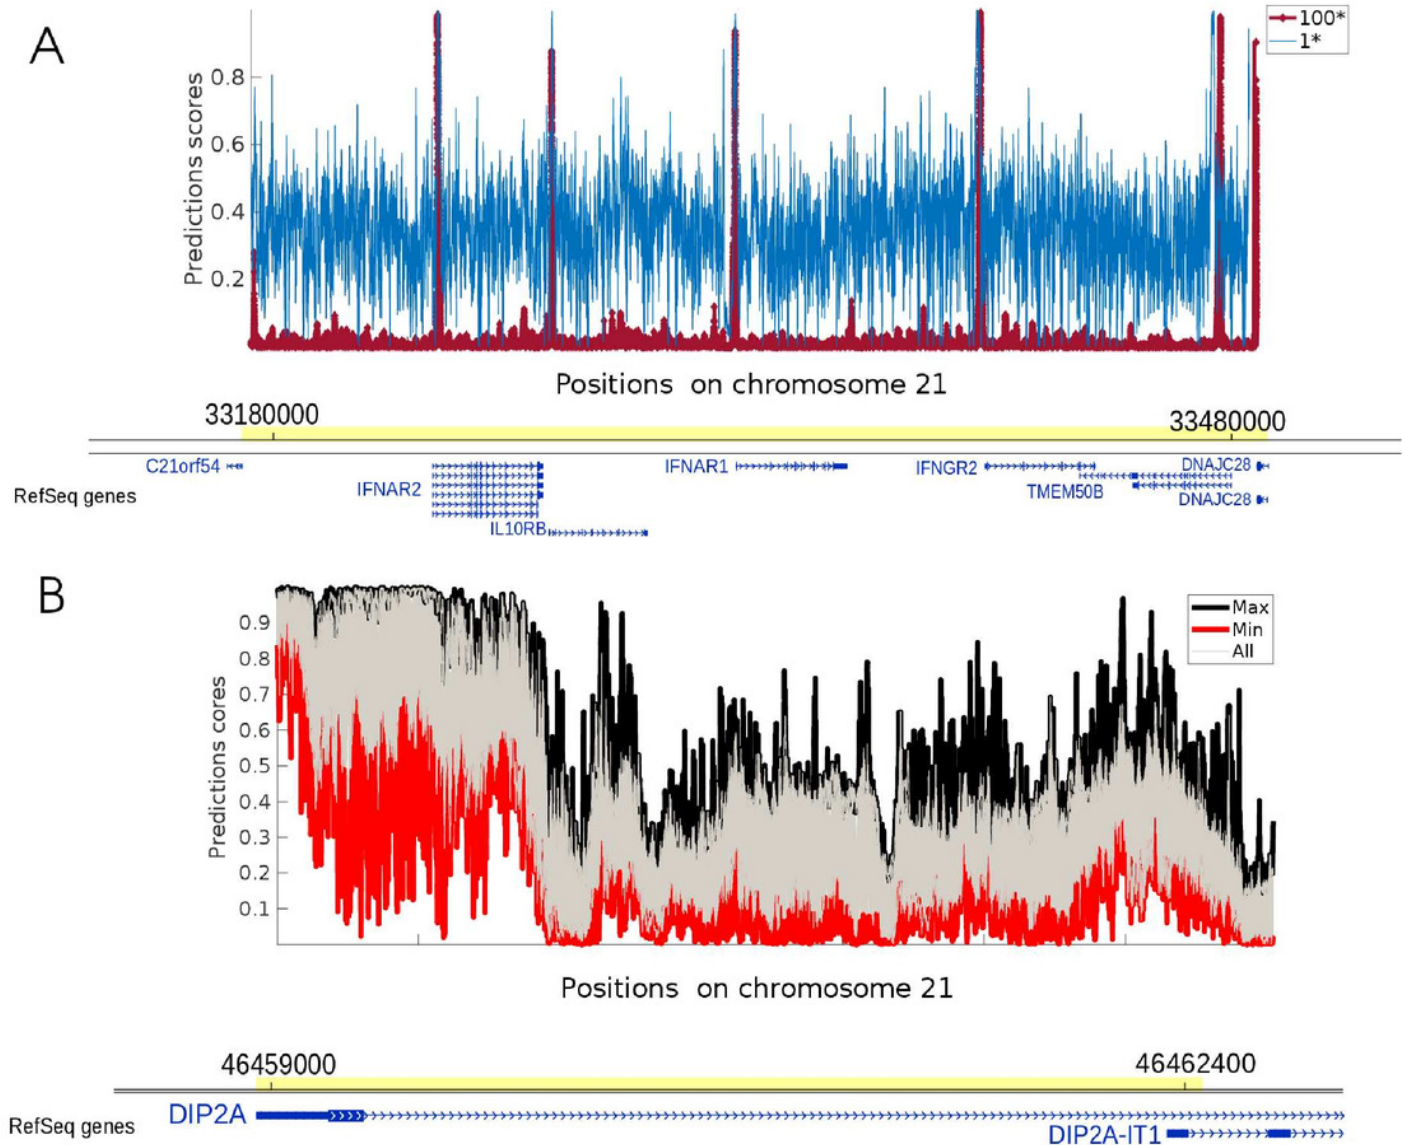 A
100*
1*
Predictions scores
0.8
0.6
0.4
0.2
Positions on chromosome 21
33180000
33480000
C21orf54
IFNAR1
IFNGR2
DNAJC28
RefSeq genes
IFNAR2
TMEM50B
DNAJC28
IL10RB
B
Max
Min
All
Predictions cores
0.9
0.8
0.7
0.6
0.5
0.4
0.3
0.2
0.1
Positions on chromosome 21
46459000
46462400
RefSeq genes
DIP2A
DIP2A-IT1